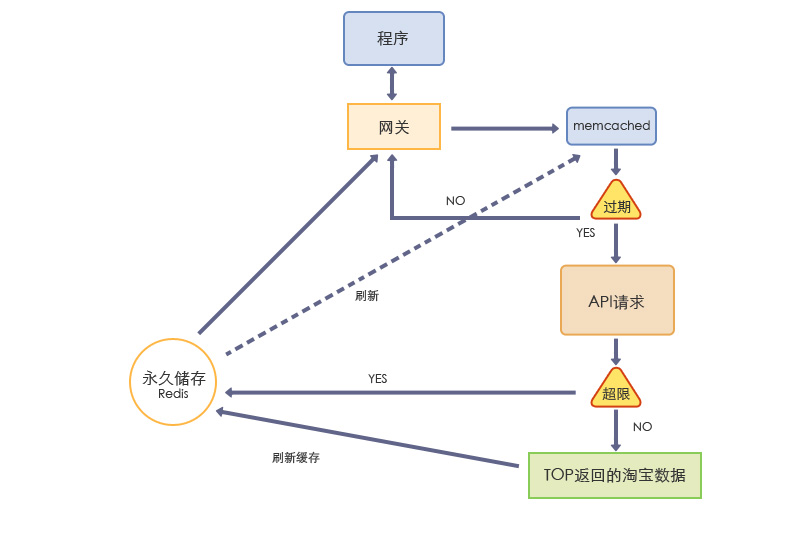 程序
网关
memcached
NO
过期
YES
刷新
API请求
永久储存
Redis
YES
超限
NO
刷新缓存
TOP返回的淘宝数据